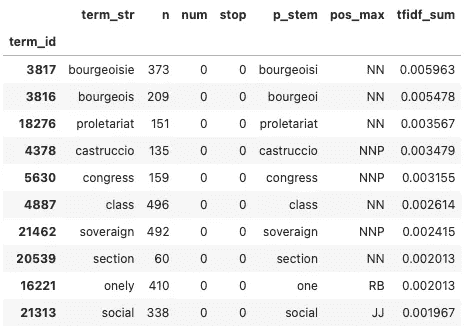 term_str n num stop p_stem pos_max tfidf_sum
term_id
3817 bourgeoisie 373 0 0 bourgeoisi NN 0.005963
3816 bourgeois 209 0 0 bourgeoi NN 0.005478
18276 proletariat 151 0 0 proletariat NN 0.003567
4378 castruccio 135 0 0 castruccio NNP 0.003479
5630 congress 159 0 0 congress NNP 0.003155
4887 class 496 0 0 class NN 0.002614
21462 soveraign 492 0 0 soveraign NNP 0.002415
20539 section 60 0 0 section NN 0.002013
16221 onely 410 0 0 one RB 0.002013
21313 social 338 0 0 social JJ 0.001967